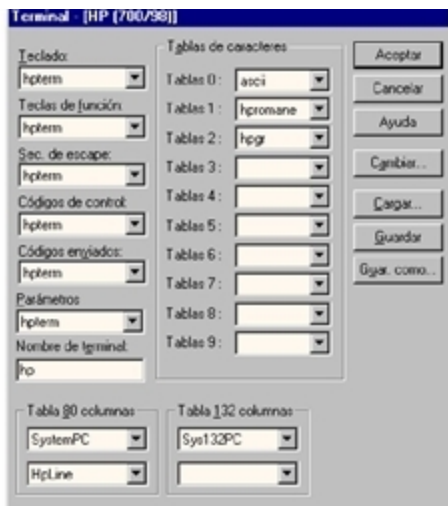 Terminal - [HP (700/98)]
Teclado:
hpterm
Teclas de función:
hpterm
Sec. de escape:
hpterm
Códigos de control:
hpterm
Códigos enviados:
hpterm
Parámetros
hpterm
Nombre de terminal:
hp
Tablas de caracteres
Tablas 0: ascii
Tablas 1: hpromane
Tablas 2: hpgr
Tablas 3:
Tablas 4:
Tablas 5:
Tablas 6:
Tablas 7:
Tablas 8:
Tablas 9:
Aceptar
Cancelar
Ayuda
Cambiar...
Cargar...
Guardar
Guar. como...
Tabla 80 columnas
SystemPC
HpLine
Tabla 132 columnas
Sys132PC